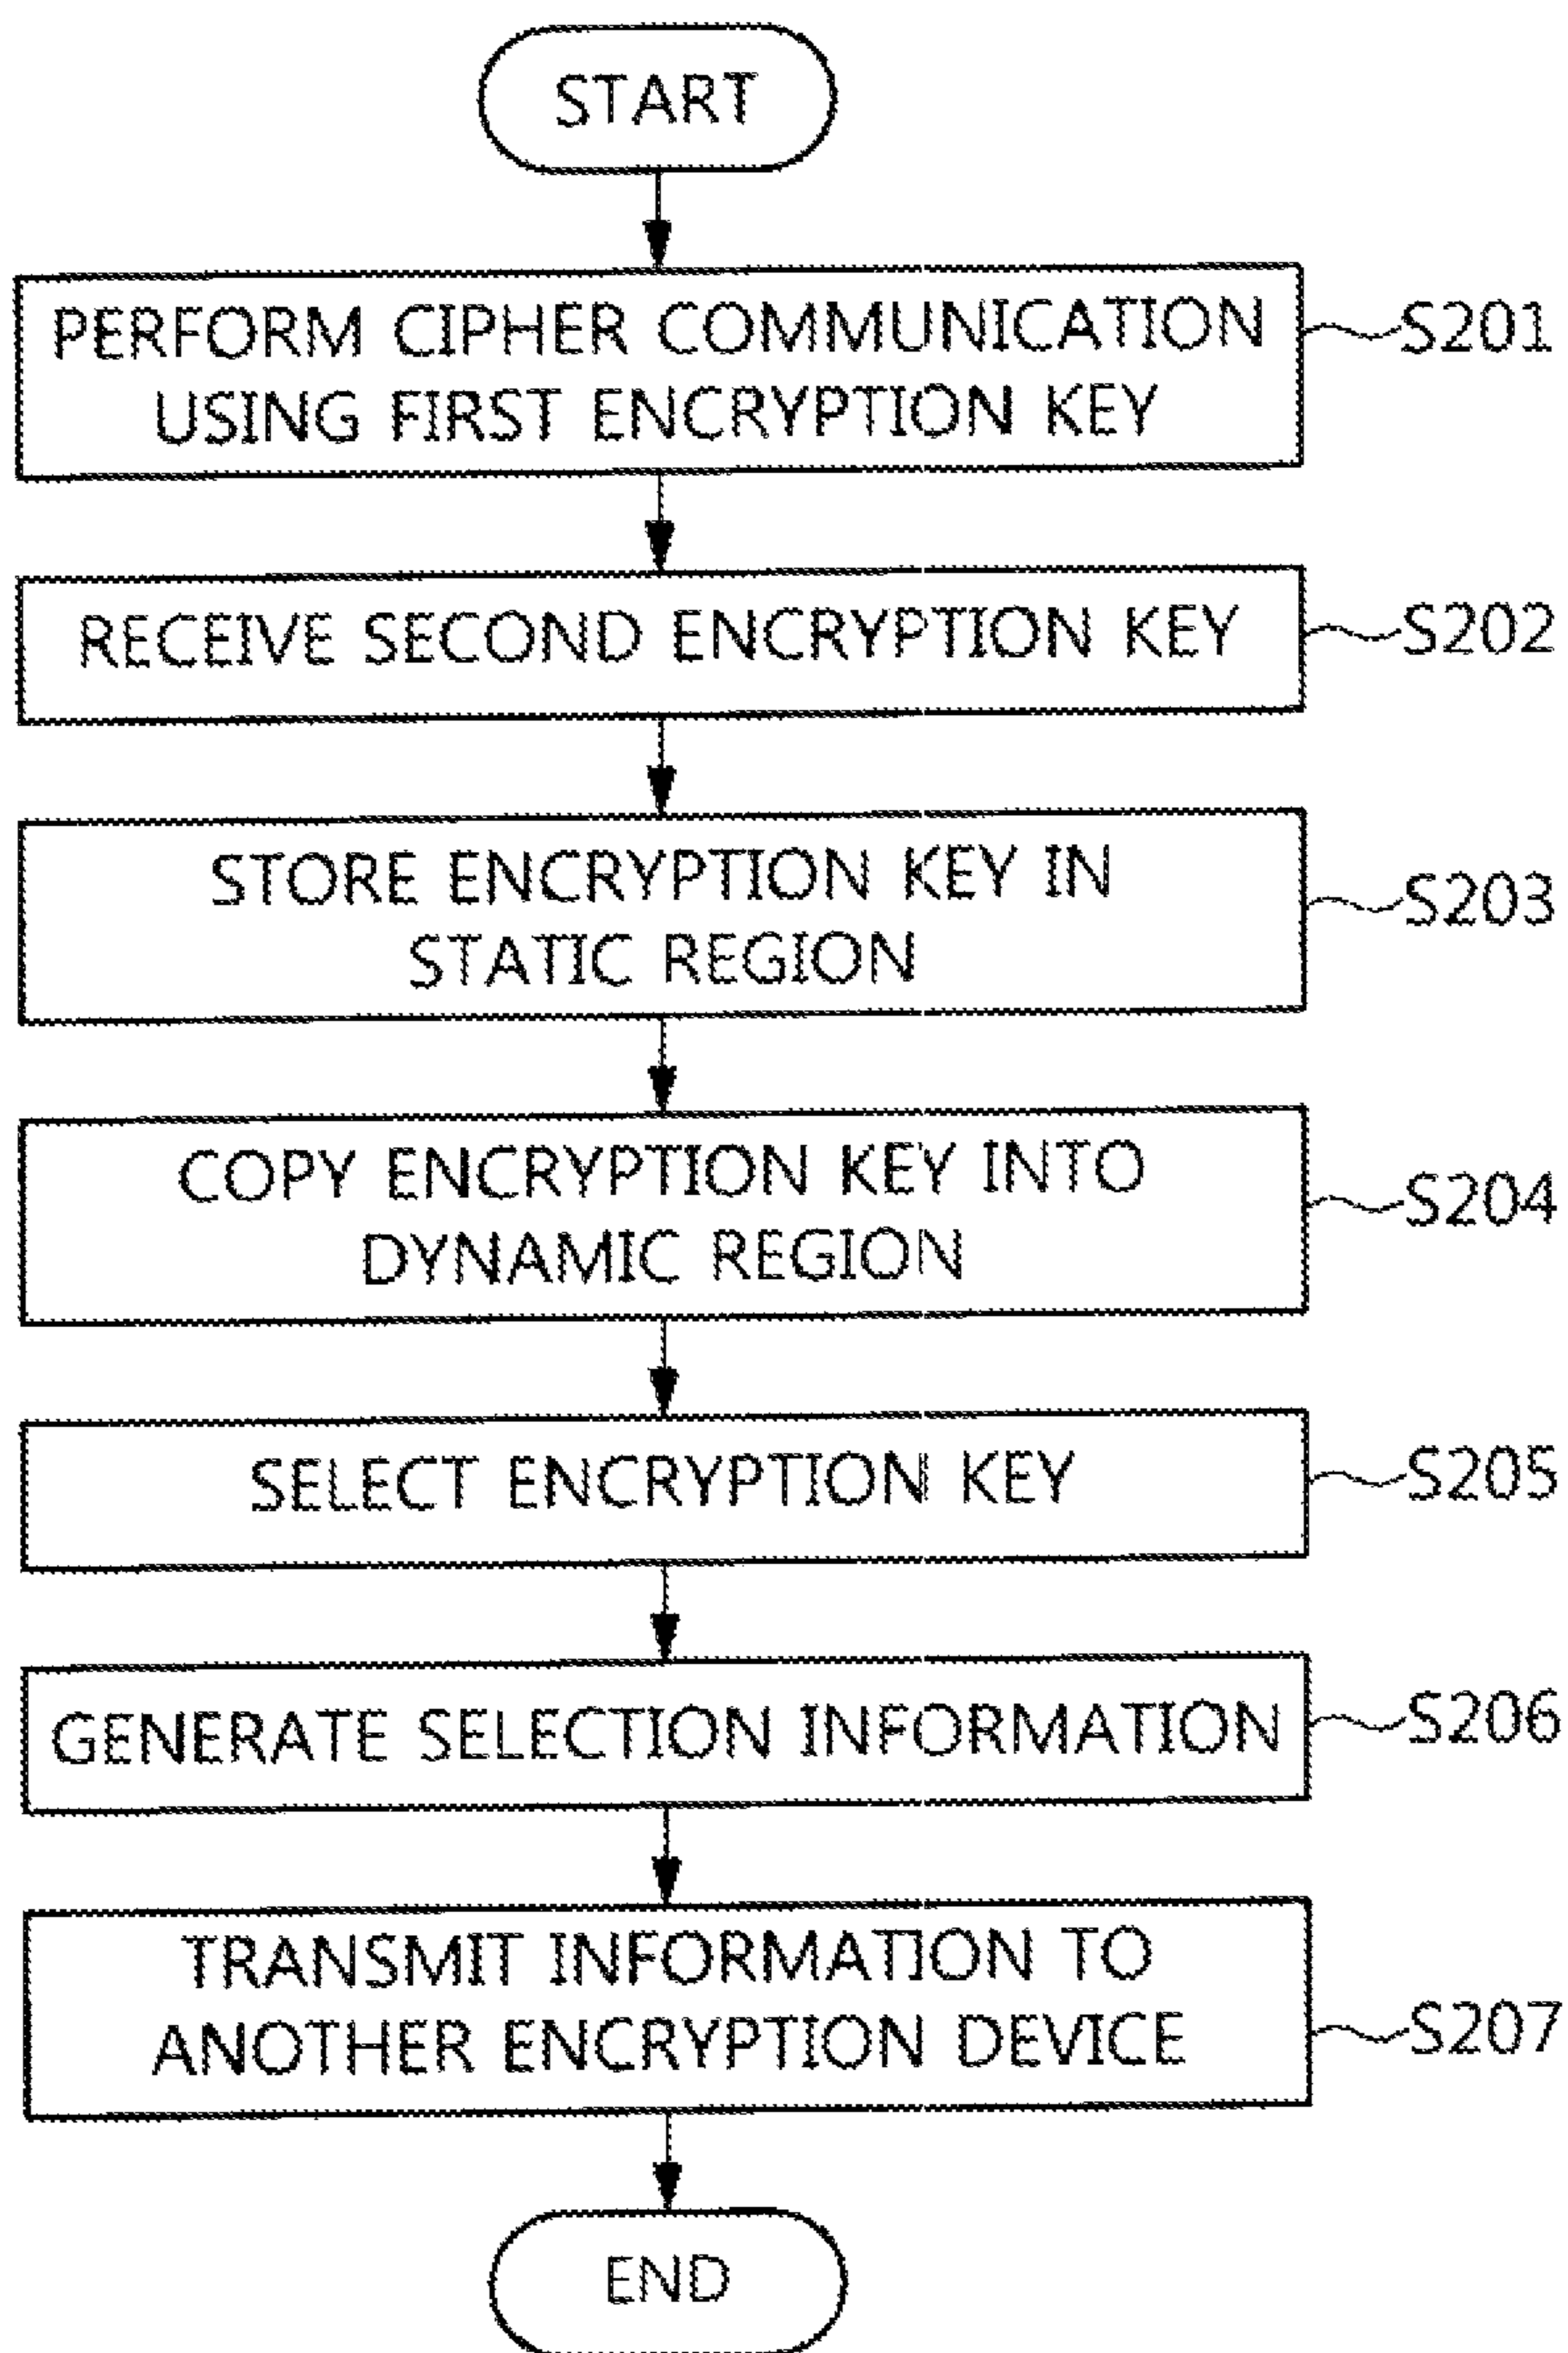 START
PERFORM CIPHER COMMUNICATION
USING FIRST ENCRYPTION KEY
S201
RECEIVE SECOND ENCRYPTION KEY
S202
STORE ENCRYPTION KEY IN
STATIC REGION
S203
COPY ENCRYPTION KEY INTO
DYNAMIC REGION
S204
SELECT ENCRYPTION KEY
S205
GENERATE SELECTION INFORMATION
S206
TRANSMIT INFORMATION TO
ANOTHER ENCRYPTION DEVICE
S207
END